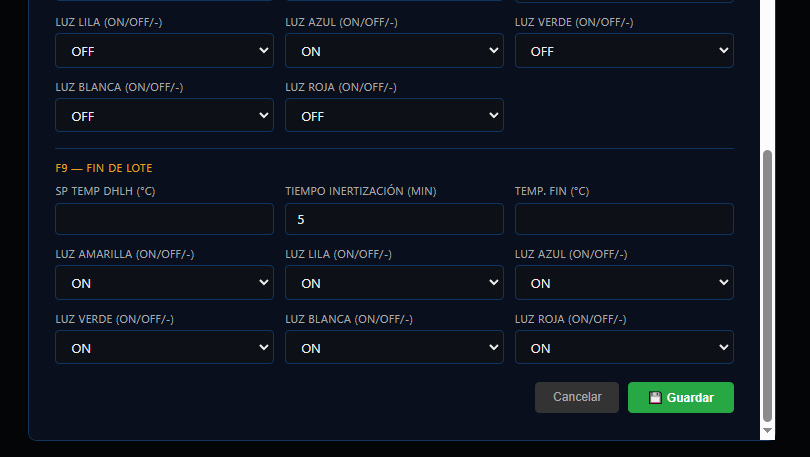 LUZ LILA (ON/OFF/-) LUZ AZUL (ON/OFF/-) LUZ VERDE (ON/OFF/-)
OFF ON OFF
LUZ BLANCA (ON/OFF/-) LUZ ROJA (ON/OFF/-)
OFF OFF
F9 — FIN DE LOTE
SP TEMP DHLH (°C) TIEMPO INERTIZACIÓN (MIN) TEMP. FIN (°C)
5
LUZ AMARILLA (ON/OFF/-) LUZ LILA (ON/OFF/-) LUZ AZUL (ON/OFF/-)
ON ON ON
LUZ VERDE (ON/OFF/-) LUZ BLANCA (ON/OFF/-) LUZ ROJA (ON/OFF/-)
ON ON ON
Cancelar 💾 Guardar